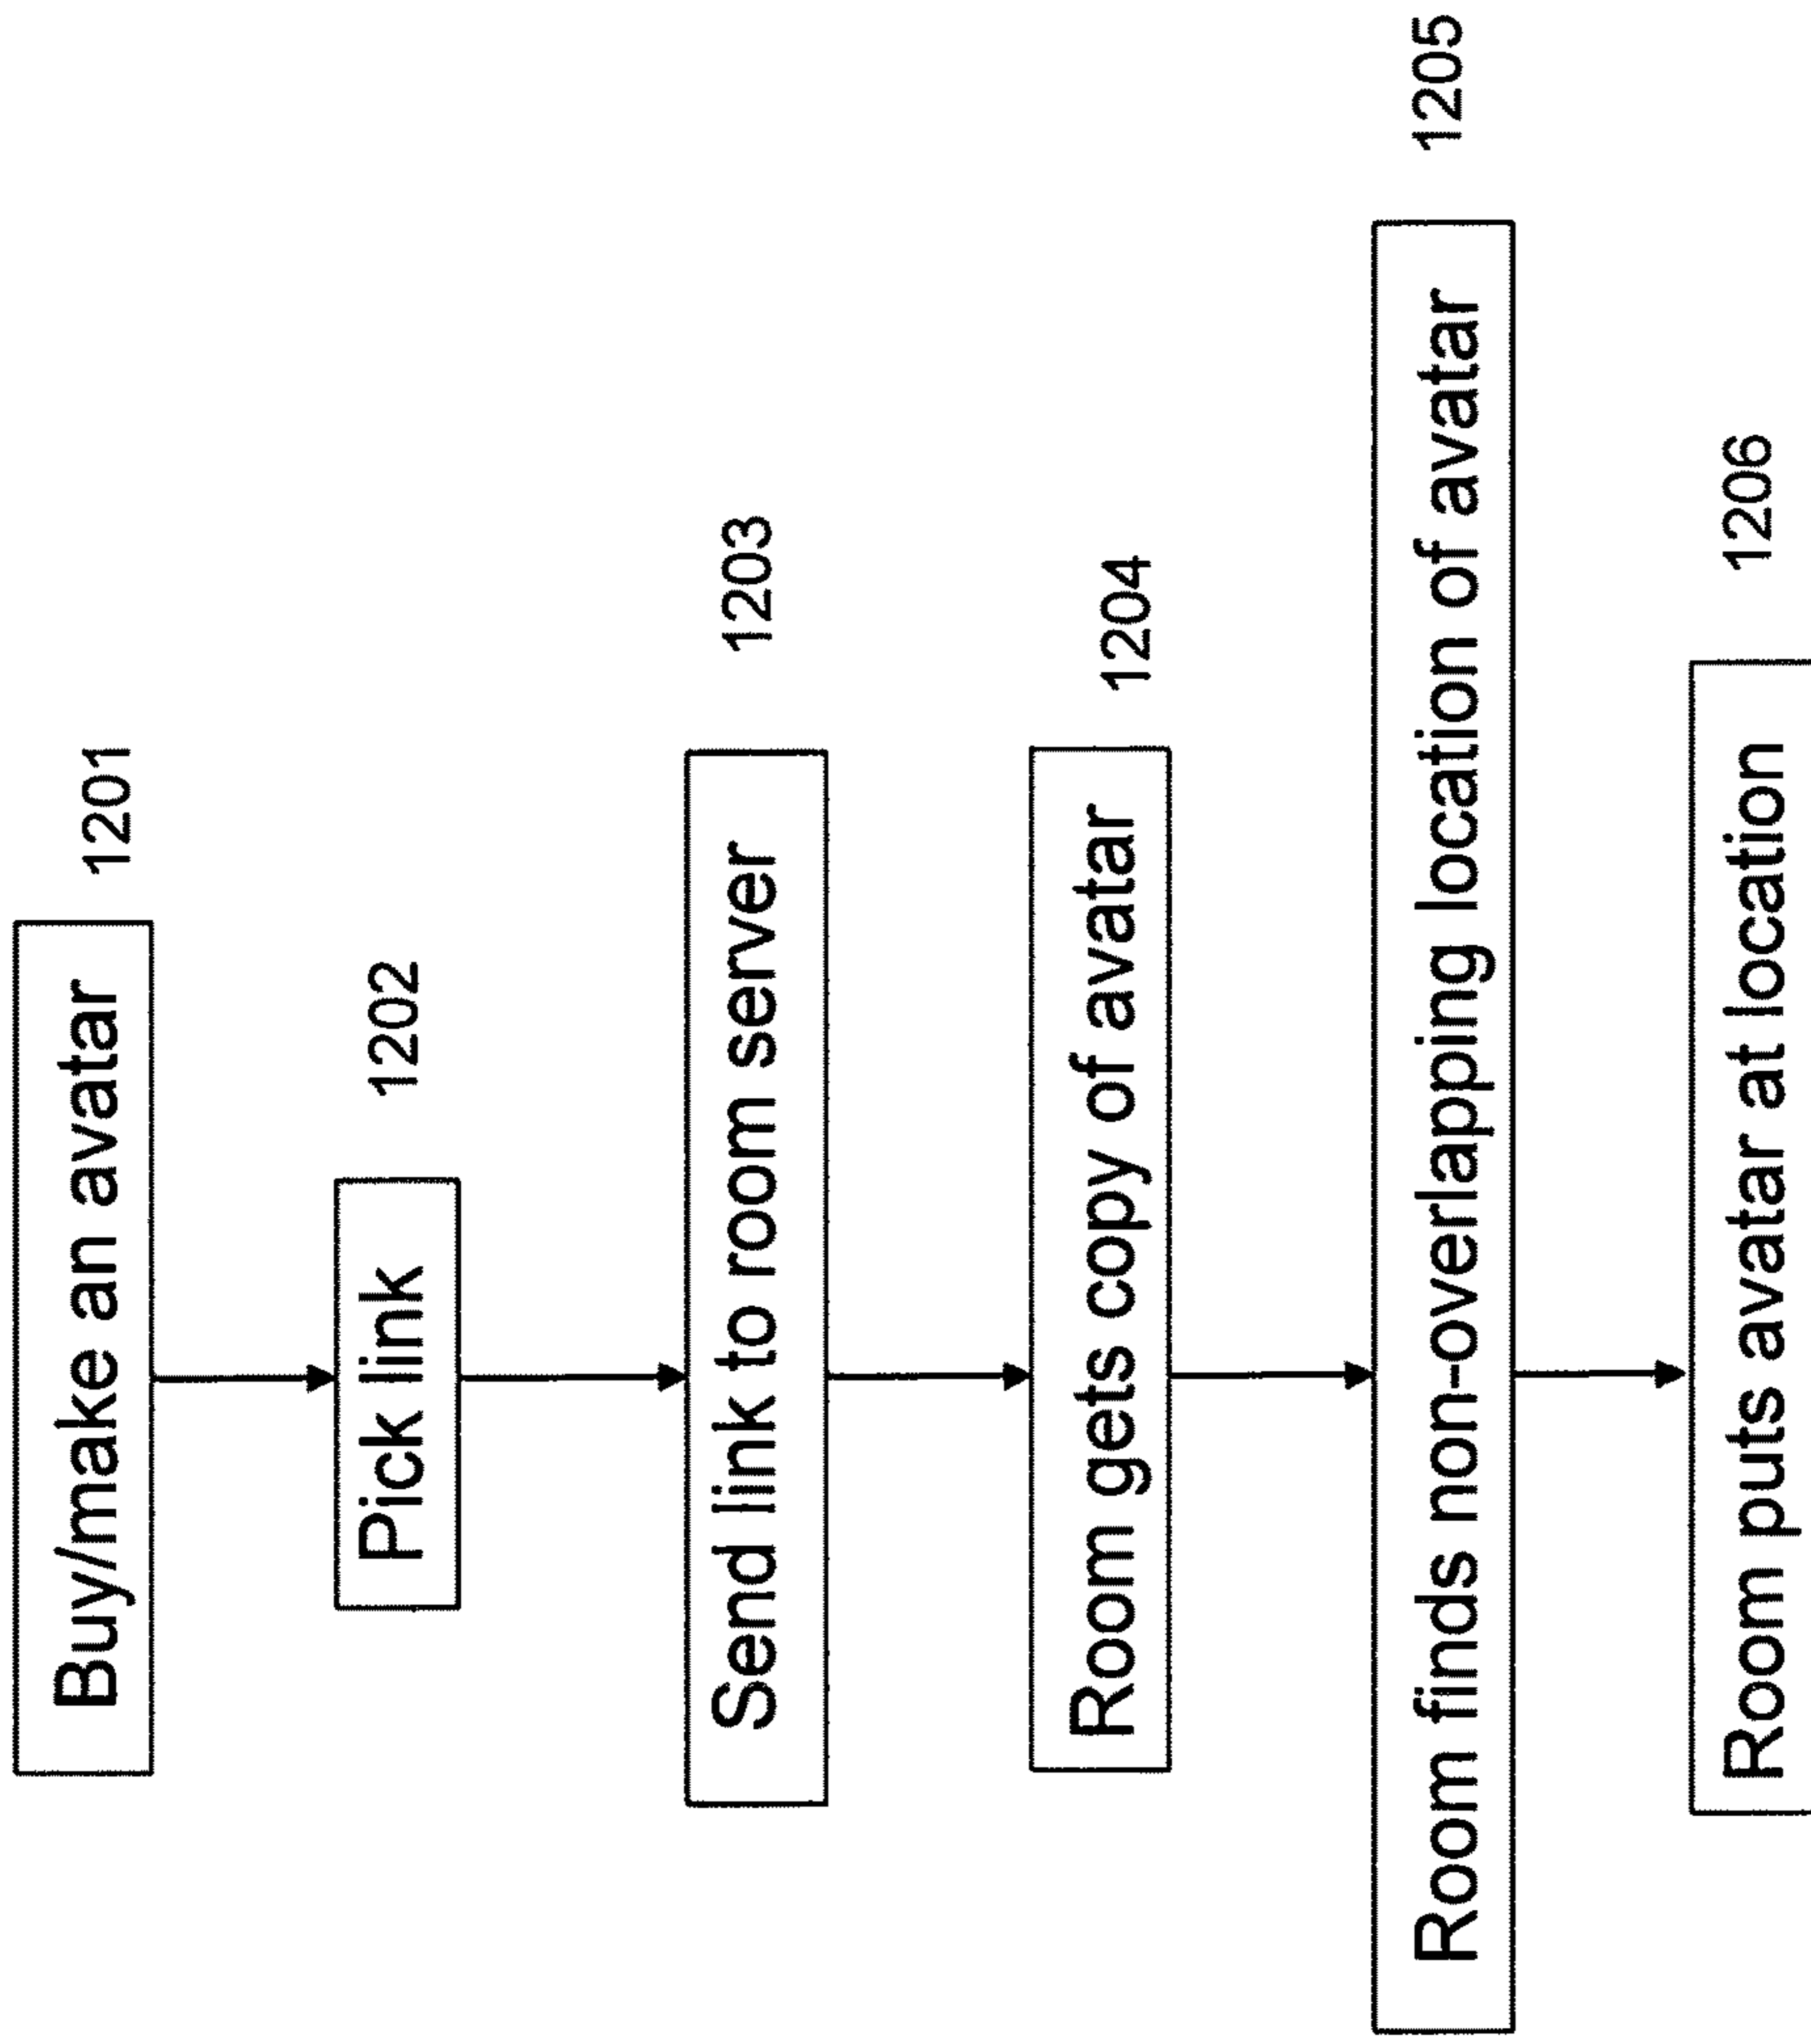 Buy/make an avatar
1201
Pick link
1202
Send link to room server
1203
Room gets copy of avatar
1204
Room finds non-overlapping location of avatar
1205
Room puts avatar at location
1206